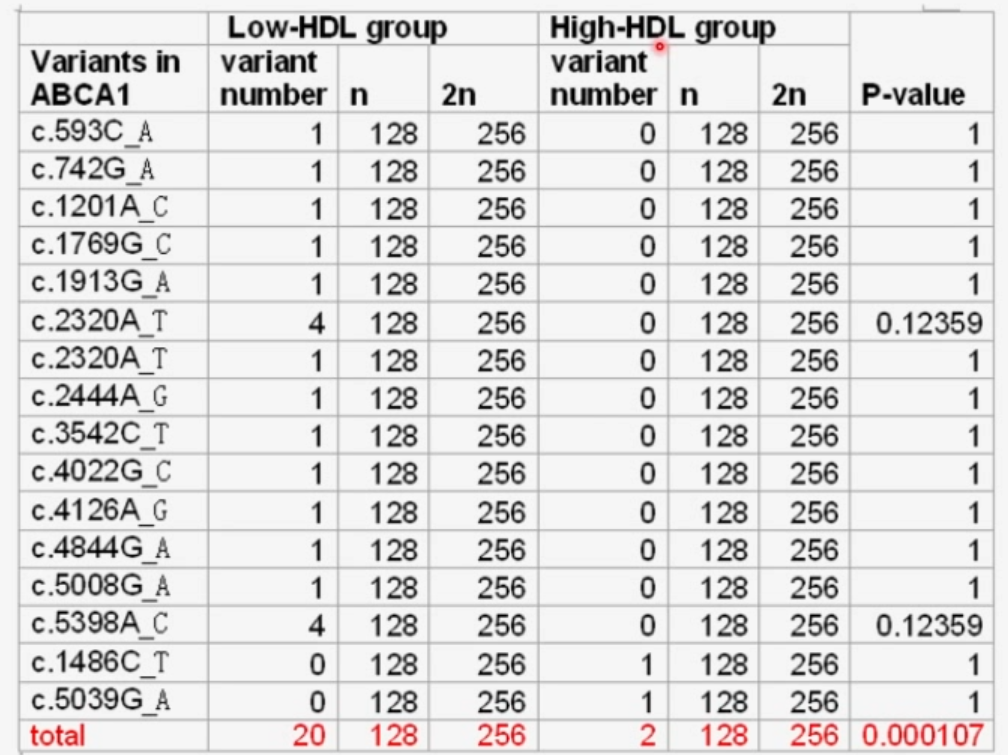 Low-HDL group High-HDL group
Variants in ABCA1 variant number n 2n variant number n 2n P-value
c.593C_A 1 128 256 0 128 256 1
c.742G_A 1 128 256 0 128 256 1
c.1201A_C 1 128 256 0 128 256 1
c.1769G_C 1 128 256 0 128 256 1
c.1913G_A 1 128 256 0 128 256 1
c.2320A_T 4 128 256 0 128 256 0.12359
c.2320A_T 1 128 256 0 128 256 1
c.2444A_G 1 128 256 0 128 256 1
c.3542C_T 1 128 256 0 128 256 1
c.4022G_C 1 128 256 0 128 256 1
c.4126A_G 1 128 256 0 128 256 1
c.4844G_A 1 128 256 0 128 256 1
c.5008G_A 1 128 256 0 128 256 1
c.5398A_C 4 128 256 0 128 256 0.12359
c.1486C_T 0 128 256 1 128 256 1
c.5039G_A 0 128 256 1 128 256 1
total 20 128 256 2 128 256 0.000107